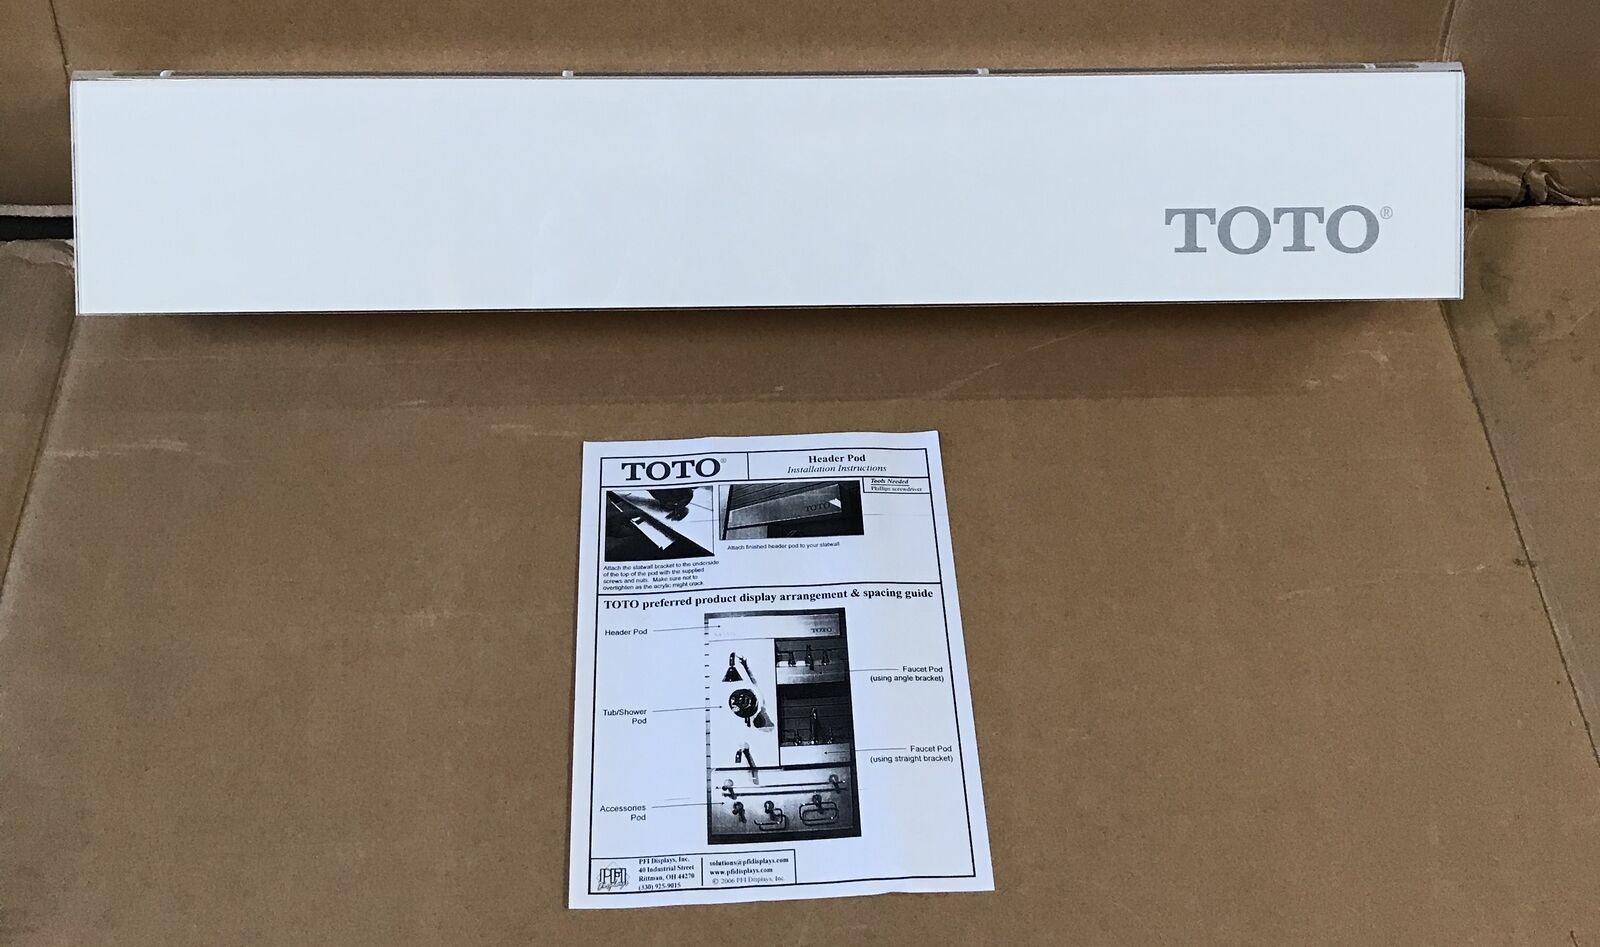 TOTO®
TOTO®
Header Pod
Installation Instructions
Tools Needed
Phillips screwdriver
TOTO
Attach the slatwall bracket to the underside
of the top of the pod with the supplied
screws and nuts. Make sure not to
overtighten as the acrylic might crack.
Attach finished header pod to your slatwall
TOTO preferred product display arrangement & spacing guide
Header Pod
TOTO
Faucet Pod
(using angle bracket)
Tub/Shower
Pod
Faucet Pod
(using straight bracket)
Accessories
Pod
PFI
Displays
PFI Displays, Inc.
40 Industrial Street
Rittman, OH 44270
(330) 925-9015
solutions@pfidisplays.com
www.pfidisplays.com
© 2006 PFI Displays, Inc.